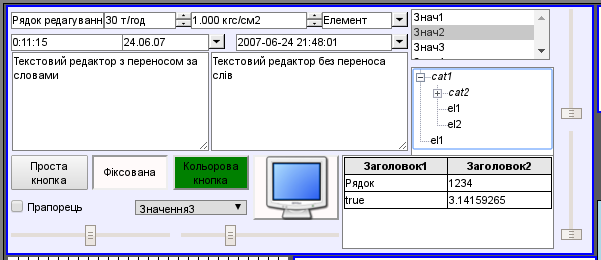 Рядок редагуванн 30 т/год 1.000 кгс/см2 Елемент
Знач1
Знач2
Знач3
0:11:15 24.06.07 2007-06-24 21:48:01
Текстовий редактор з переносом за
словами
Текстовий редактор без переноса
слів
cat1
cat2
el1
el2
el1
Проста
кнопка
Фіксована
Кольорова
кнопка
Заголовок1 Заголовок2
Рядок 1234
true 3.14159265
Прапорець
Значення3